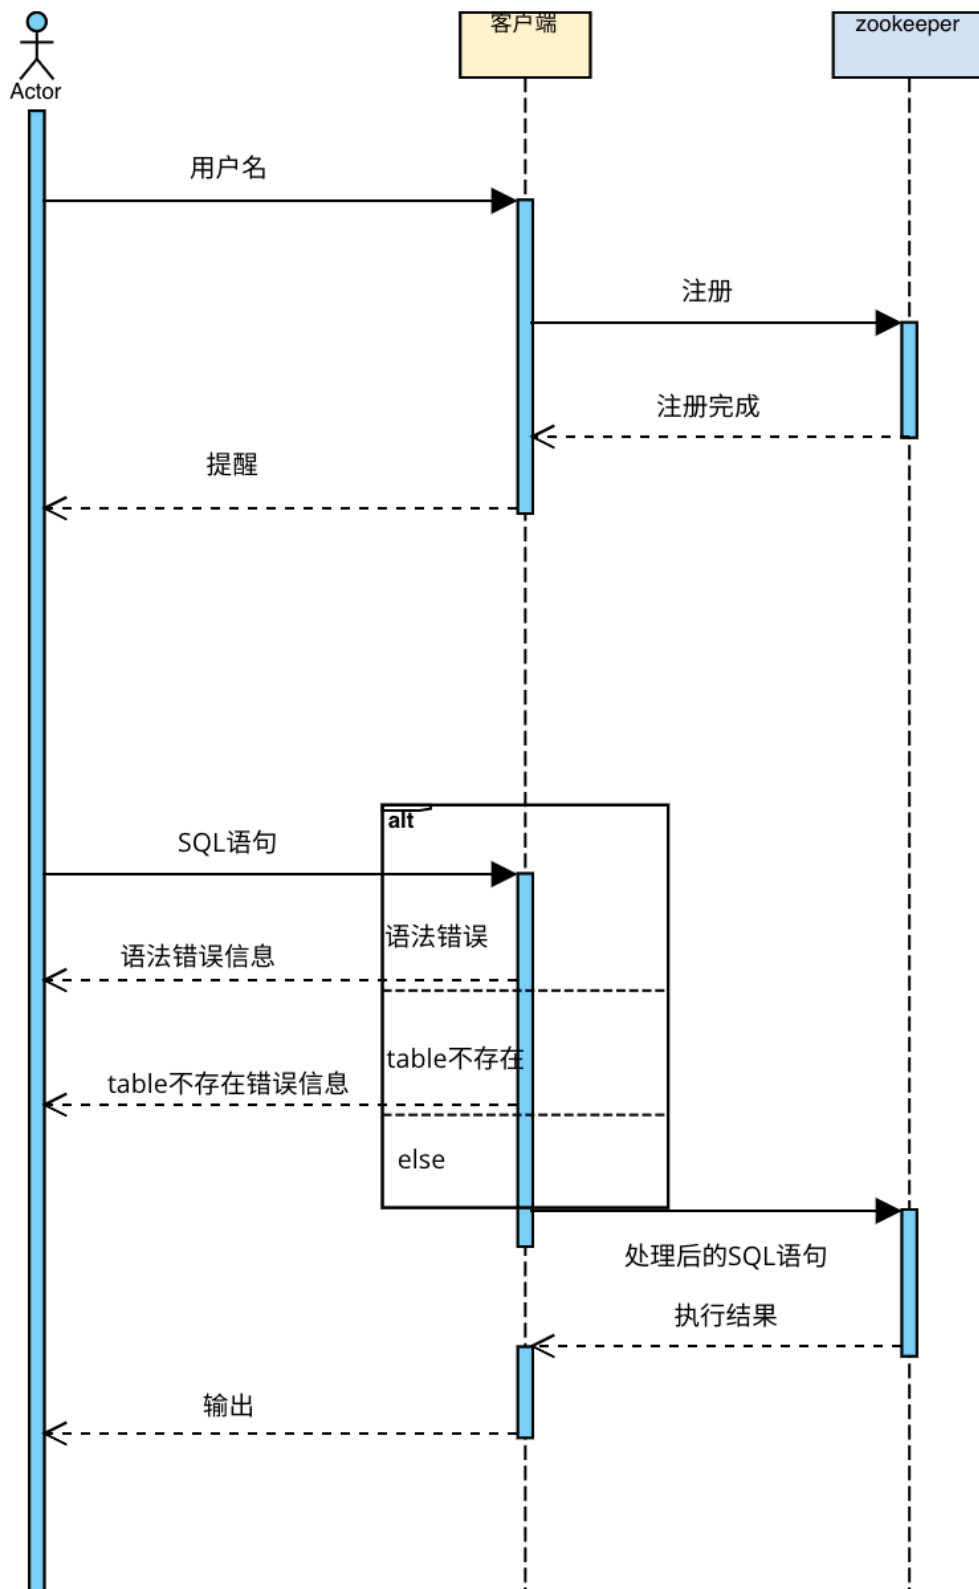 客户端
zookeeper
Actor
用户名
注册
注册完成
提醒
alt
SQL语句
语法错误
语法错误信息
table不存在
table不存在错误信息
else
处理后的SQL语句
执行结果
输出